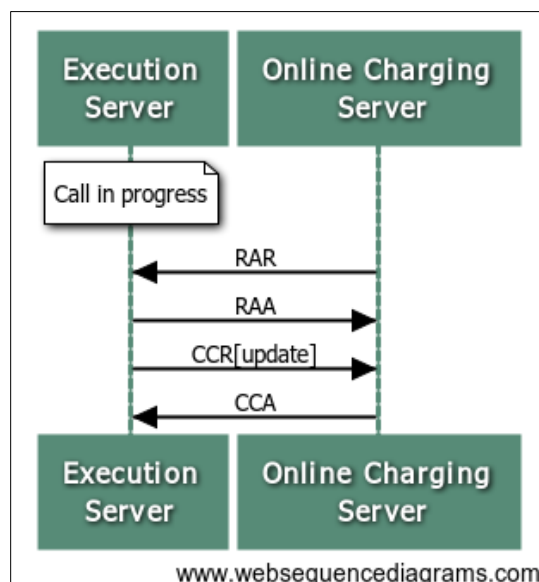 Execution
Server
Online Charging
Server
Call in progress
RAR
RAA
CCR[update]
CCA
Execution
Server
Online Charging
Server
www.websequencediagrams.com